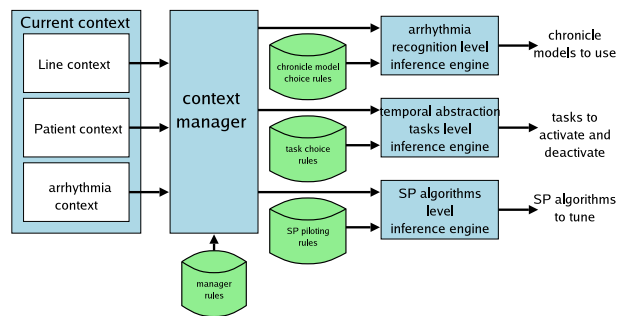 Current context
Line context
Patient context
arrhythmia
context
context
manager
manager
rules
chronicle model
choice rules
task choice
rules
SP piloting
rules
arrhythmia
recognition level
inference engine
temporal abstraction
tasks level
inference engine
SP algorithms
level
inference engine
chronicle
models to use
tasks to
activate and
deactivate
SP algorithms
to tune